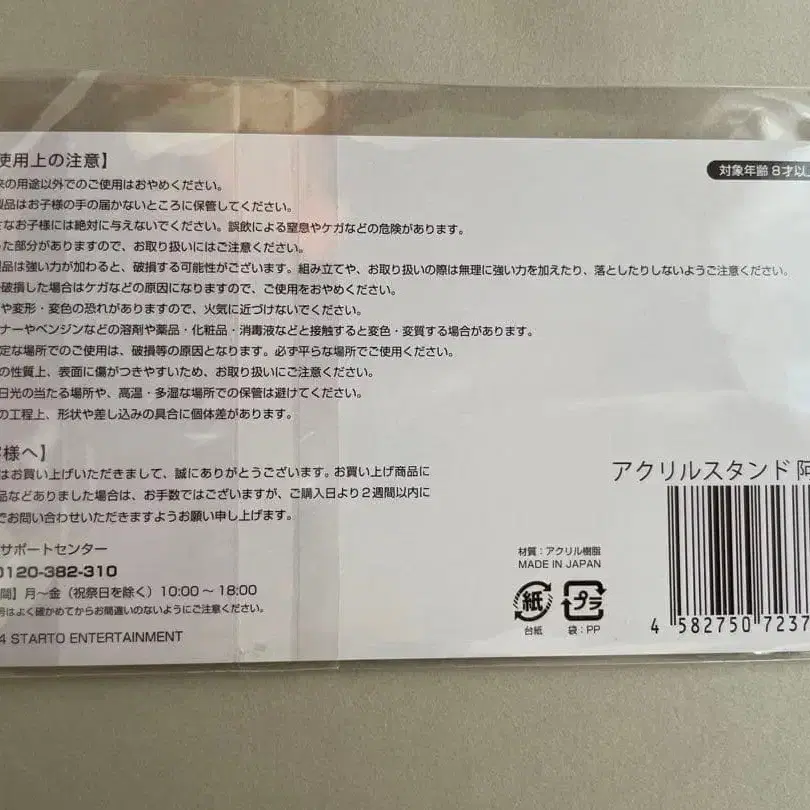 使用上の注意】
来の用途以外でのご使用はおやめください。
製品はお子様の手の届かないところに保管してください。
さなお子様には絶対に与えないでください。誤飲による窒息やケガなどの危険があります。
った部分がありますので、お取り扱いにはご注意ください。
製品は強い力が加わると、破損する可能性がございます。組み立てや、お取り扱いの際は無理に強い力を加えたり、落としたりしないようご注意ください。
破損した場合はケガなどの原因になりますので、ご使用をおやめください。
や変形・変色の恐れがありますので、火気に近づけないでください。
ナーやベンジンなどの溶剤や薬品・化粧品・消毒液などと接触すると変色・変質する場合があります。
定な場所でのご使用は、破損等の原因となります。必ず平らな場所でご使用ください。
の性質上、表面に傷がつきやすいため、お取り扱いにご注意ください。
日光の当たる場所や、高温・多湿な場所での保管は避けてください。
の工程上、形状や差し込みの具合に個体差があります。
対象年齢 8才以上
客様へ】
はお買い上げいただきまして、誠にありがとうございます。お買い上げ商品に
品などありました場合は、お手数ではございますが、ご購入日より2週間以内に
でお問い合わせいただきますようお願い申し上げます。
サポートセンター
0120-382-310
間】月～金（祝祭日を除く）10:00～18:00
号はよく確かめてからお間違いのないようにご注意ください。
4 STARTO ENTERTAINMENT
材質：アクリル樹脂
MADE IN JAPAN
紙
プラ
台紙
袋：PP
アクリルスタンド 阿
4 582750 7237